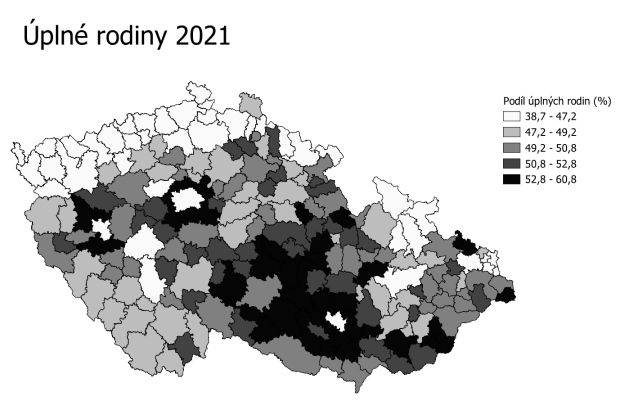 Úplné rodiny 2021
Podíl úplných rodin (%)
38,7 - 47,2
47,2 - 49,2
49,2 - 50,8
50,8 - 52,8
52,8 - 60,8